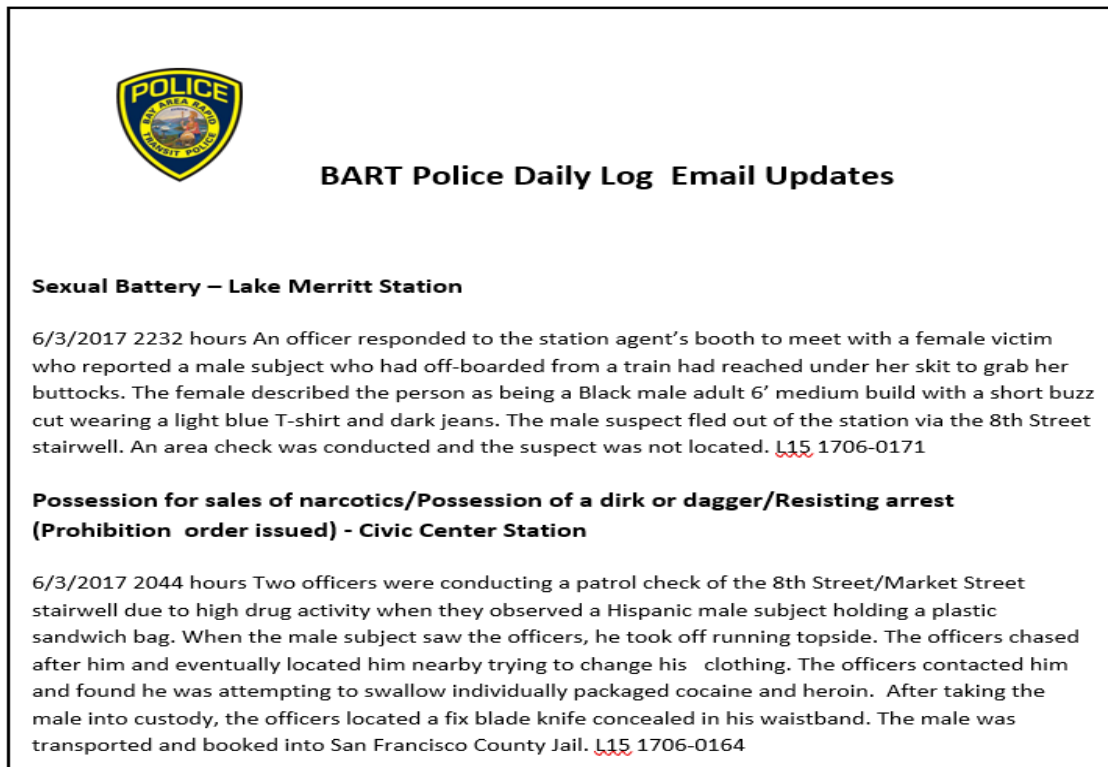 POLICE
BAY AREA RAPID
TRANSIT POLICE
BART Police Daily Log  Email Updates
Sexual Battery – Lake Merritt Station
6/3/2017 2232 hours An officer responded to the station agent’s booth to meet with a female victim
who reported a male subject who had off-boarded from a train had reached under her skit to grab her
buttocks. The female described the person as being a Black male adult 6’ medium build with a short buzz
cut wearing a light blue T-shirt and dark jeans. The male suspect fled out of the station via the 8th Street
stairwell. An area check was conducted and the suspect was not located. L15 1706-0171
Possession for sales of narcotics/Possession of a dirk or dagger/Resisting arrest
(Prohibition  order issued) - Civic Center Station
6/3/2017 2044 hours Two officers were conducting a patrol check of the 8th Street/Market Street
stairwell due to high drug activity when they observed a Hispanic male subject holding a plastic
sandwich bag. When the male subject saw the officers, he took off running topside. The officers chased
after him and eventually located him nearby trying to change his   clothing. The officers contacted him
and found he was attempting to swallow individually packaged cocaine and heroin.  After taking the
male into custody, the officers located a fix blade knife concealed in his waistband. The male was
transported and booked into San Francisco County Jail. L15 1706-0164